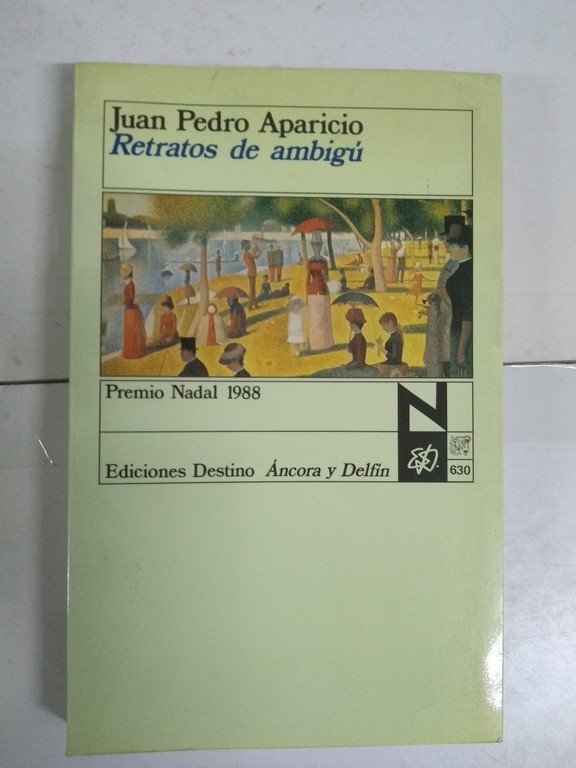 Juan Pedro Aparicio
Retratos de ambigú
Premio Nadal 1988
N
Ediciones Destino Áncora y Delfín
630